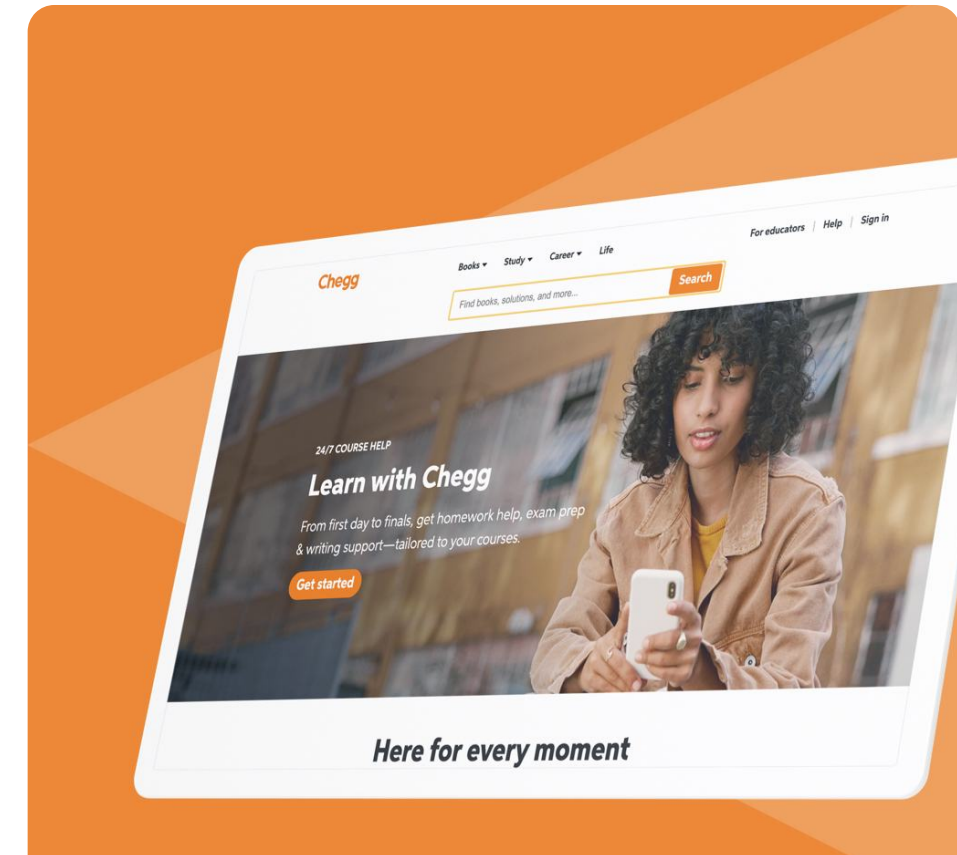 Chegg
Books Study Career Life
For educators | Help | Sign in
Find books, solutions, and more...
Search
24/7 COURSE HELP
Learn with Chegg
From first day to finals, get homework help, exam prep
& writing support—tailored to your courses.
Get started
Here for every moment